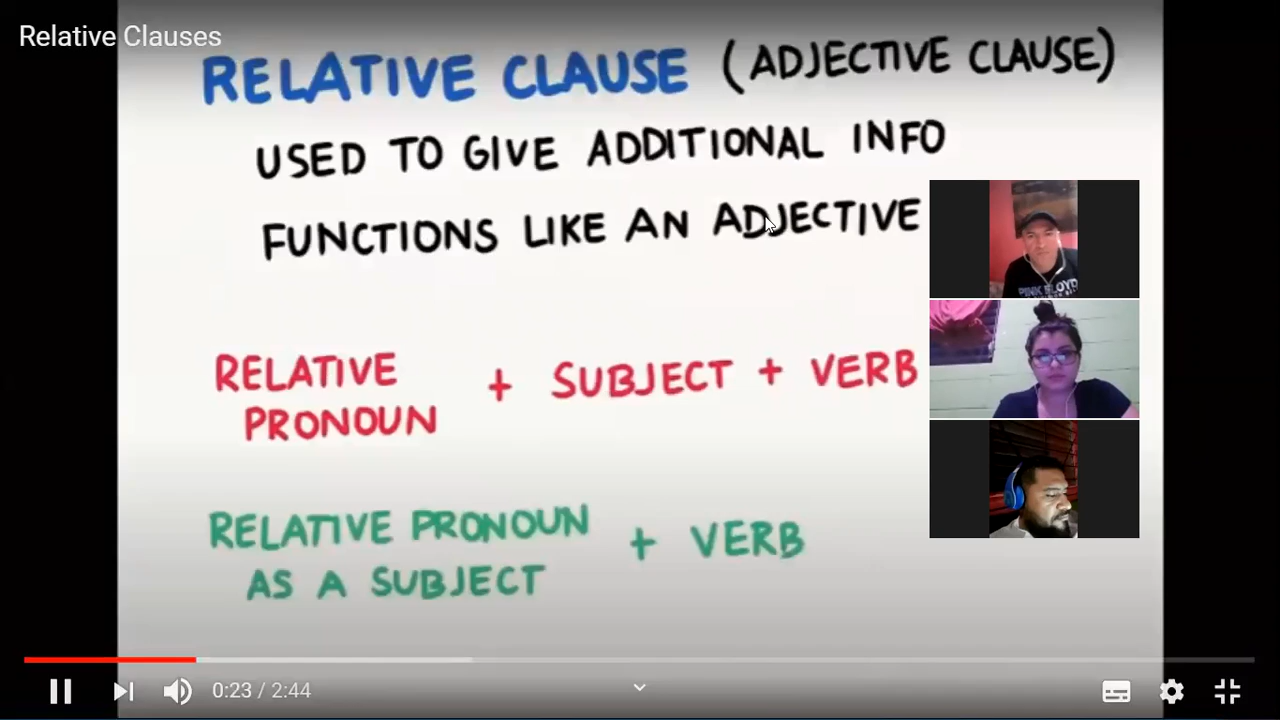 Relative Clauses
RELATIVE CLAUSE (ADJECTIVE CLAUSE)
USED TO GIVE ADDITIONAL INFO
FUNCTIONS LIKE AN ADJECTIVE
RELATIVE PRONOUN + SUBJECT + VERB
RELATIVE PRONOUN AS A SUBJECT + VERB
PINK FLOYD
0:23 / 2:44